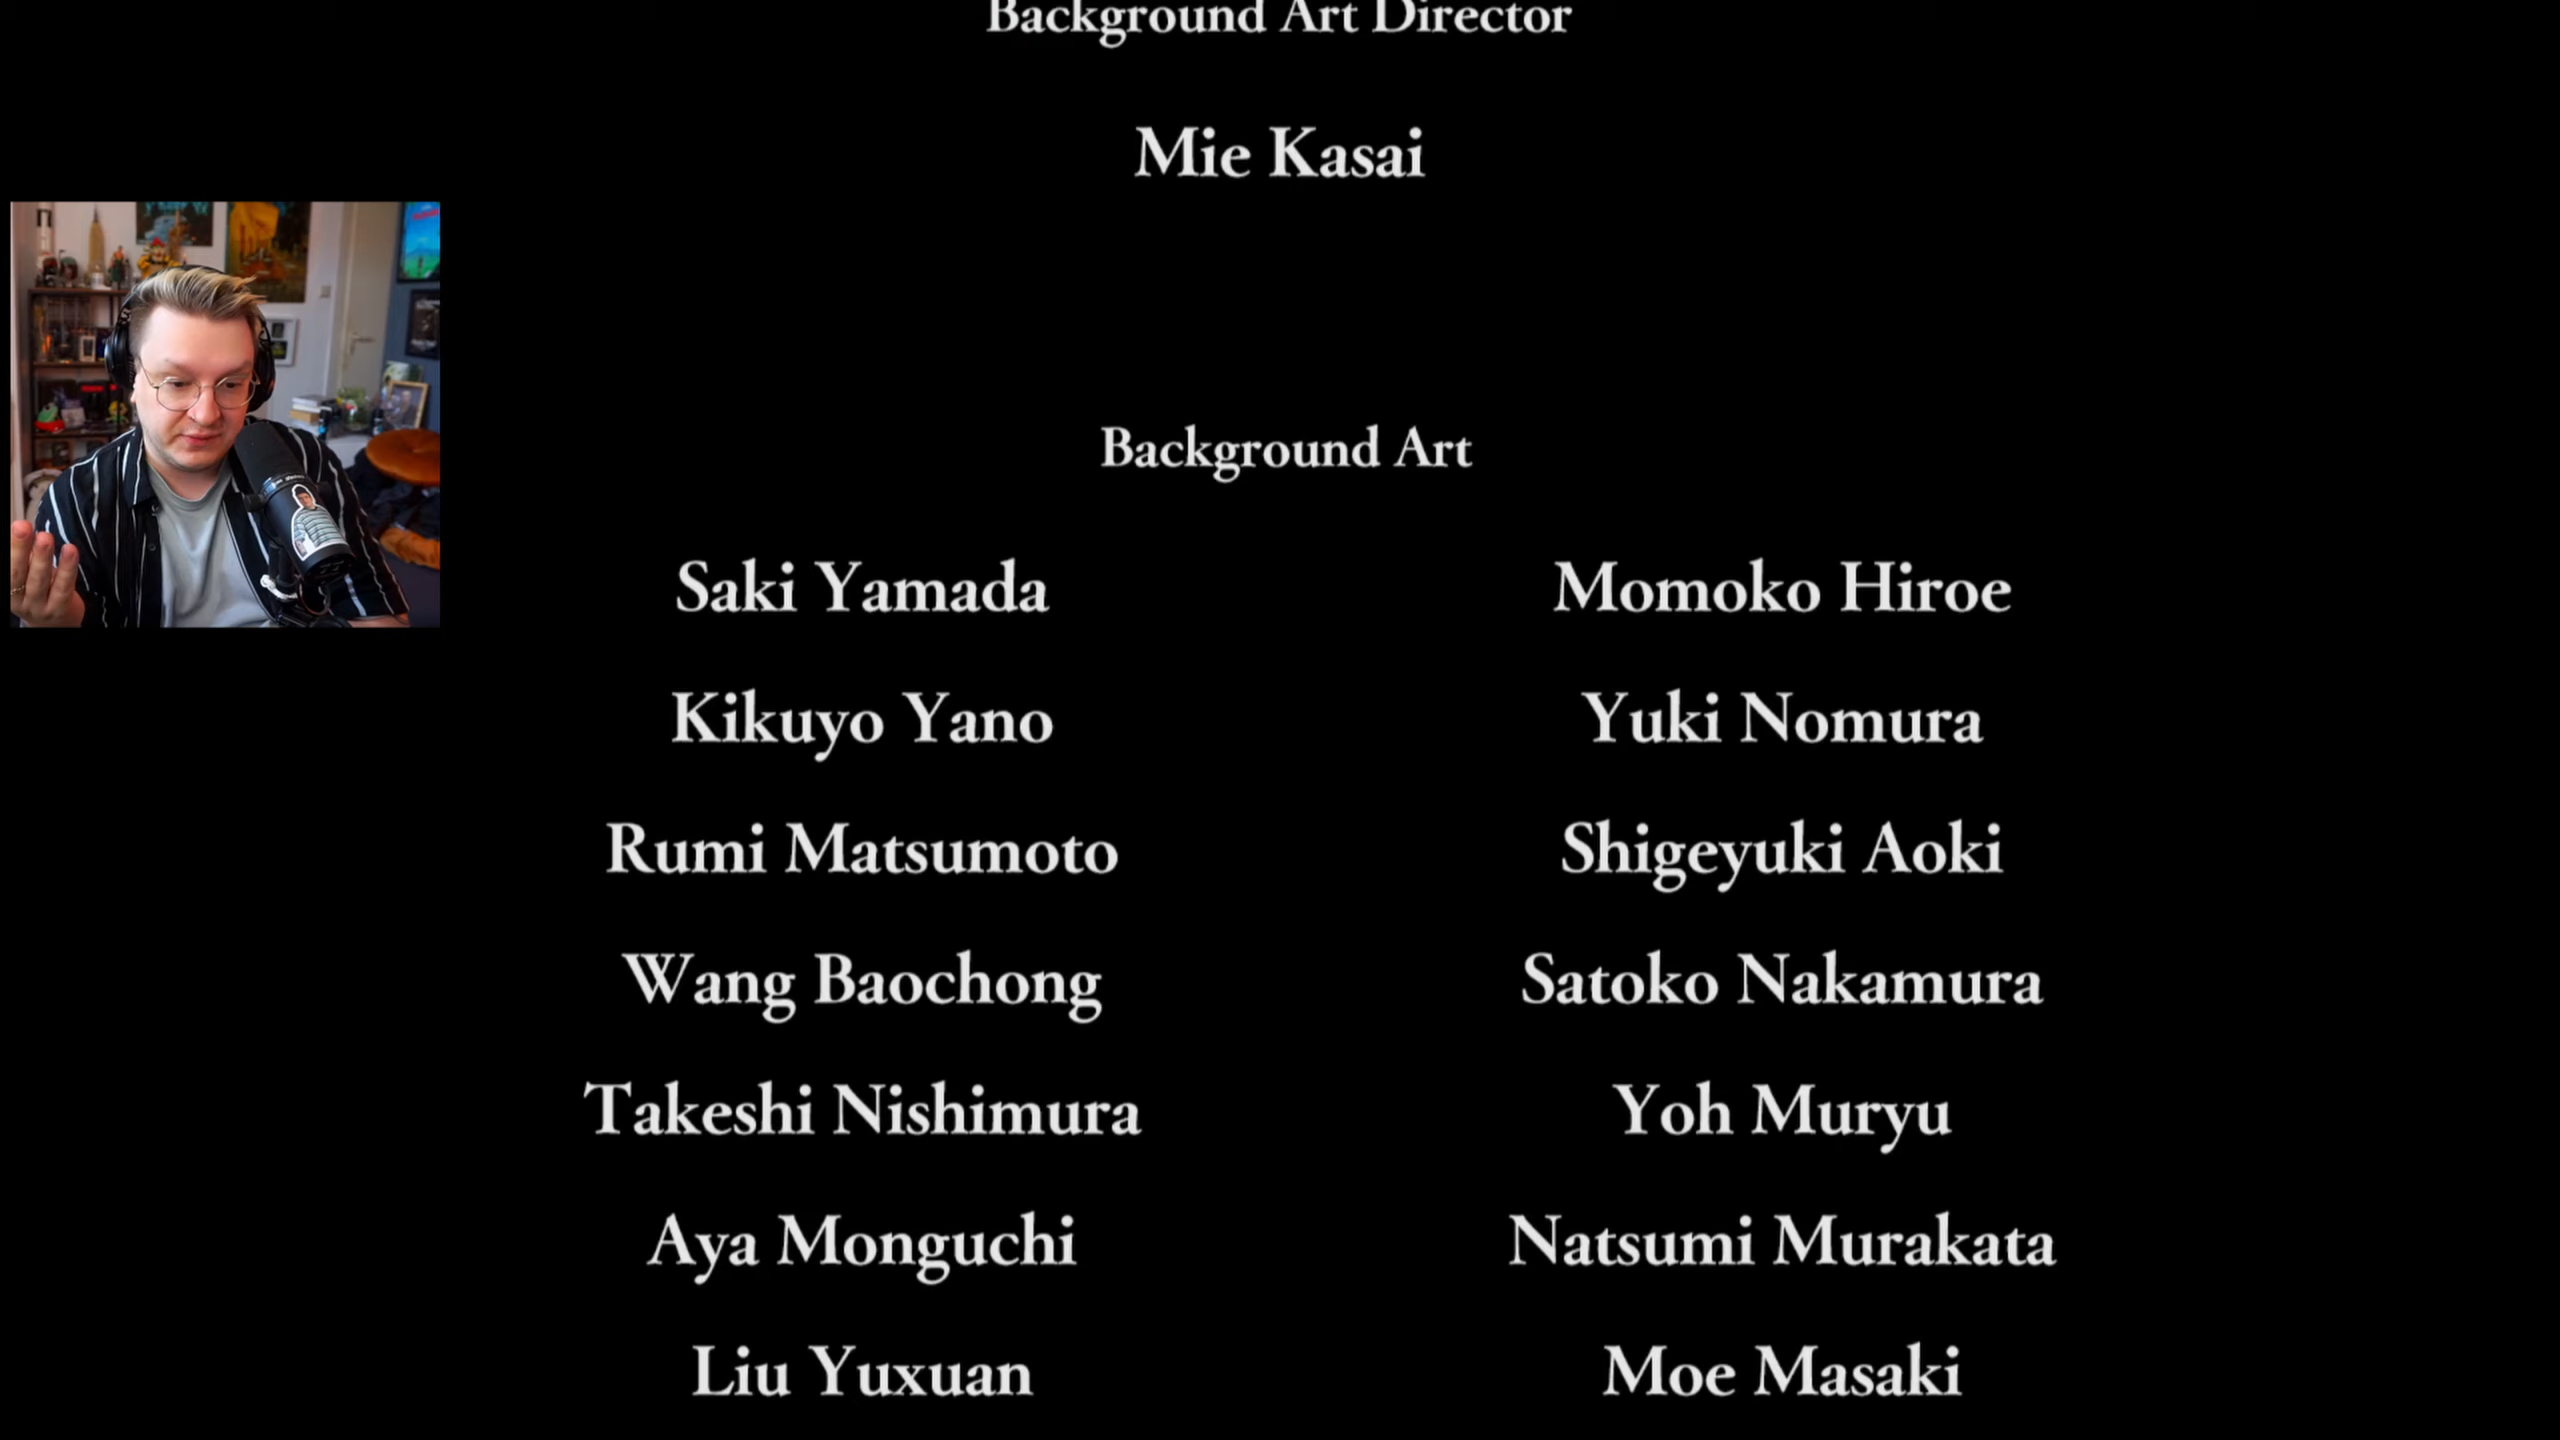 Background Art Director
Mie Kasai
Background Art
Saki Yamada
Momoko Hiroe
Kikuyo Yano
Yuki Nomura
Rumi Matsumoto
Shigeyuki Aoki
Wang Baochong
Satoko Nakamura
Takeshi Nishimura
Yoh Muryu
Aya Monguchi
Natsumi Murakata
Liu Yuxuan
Moe Masaki